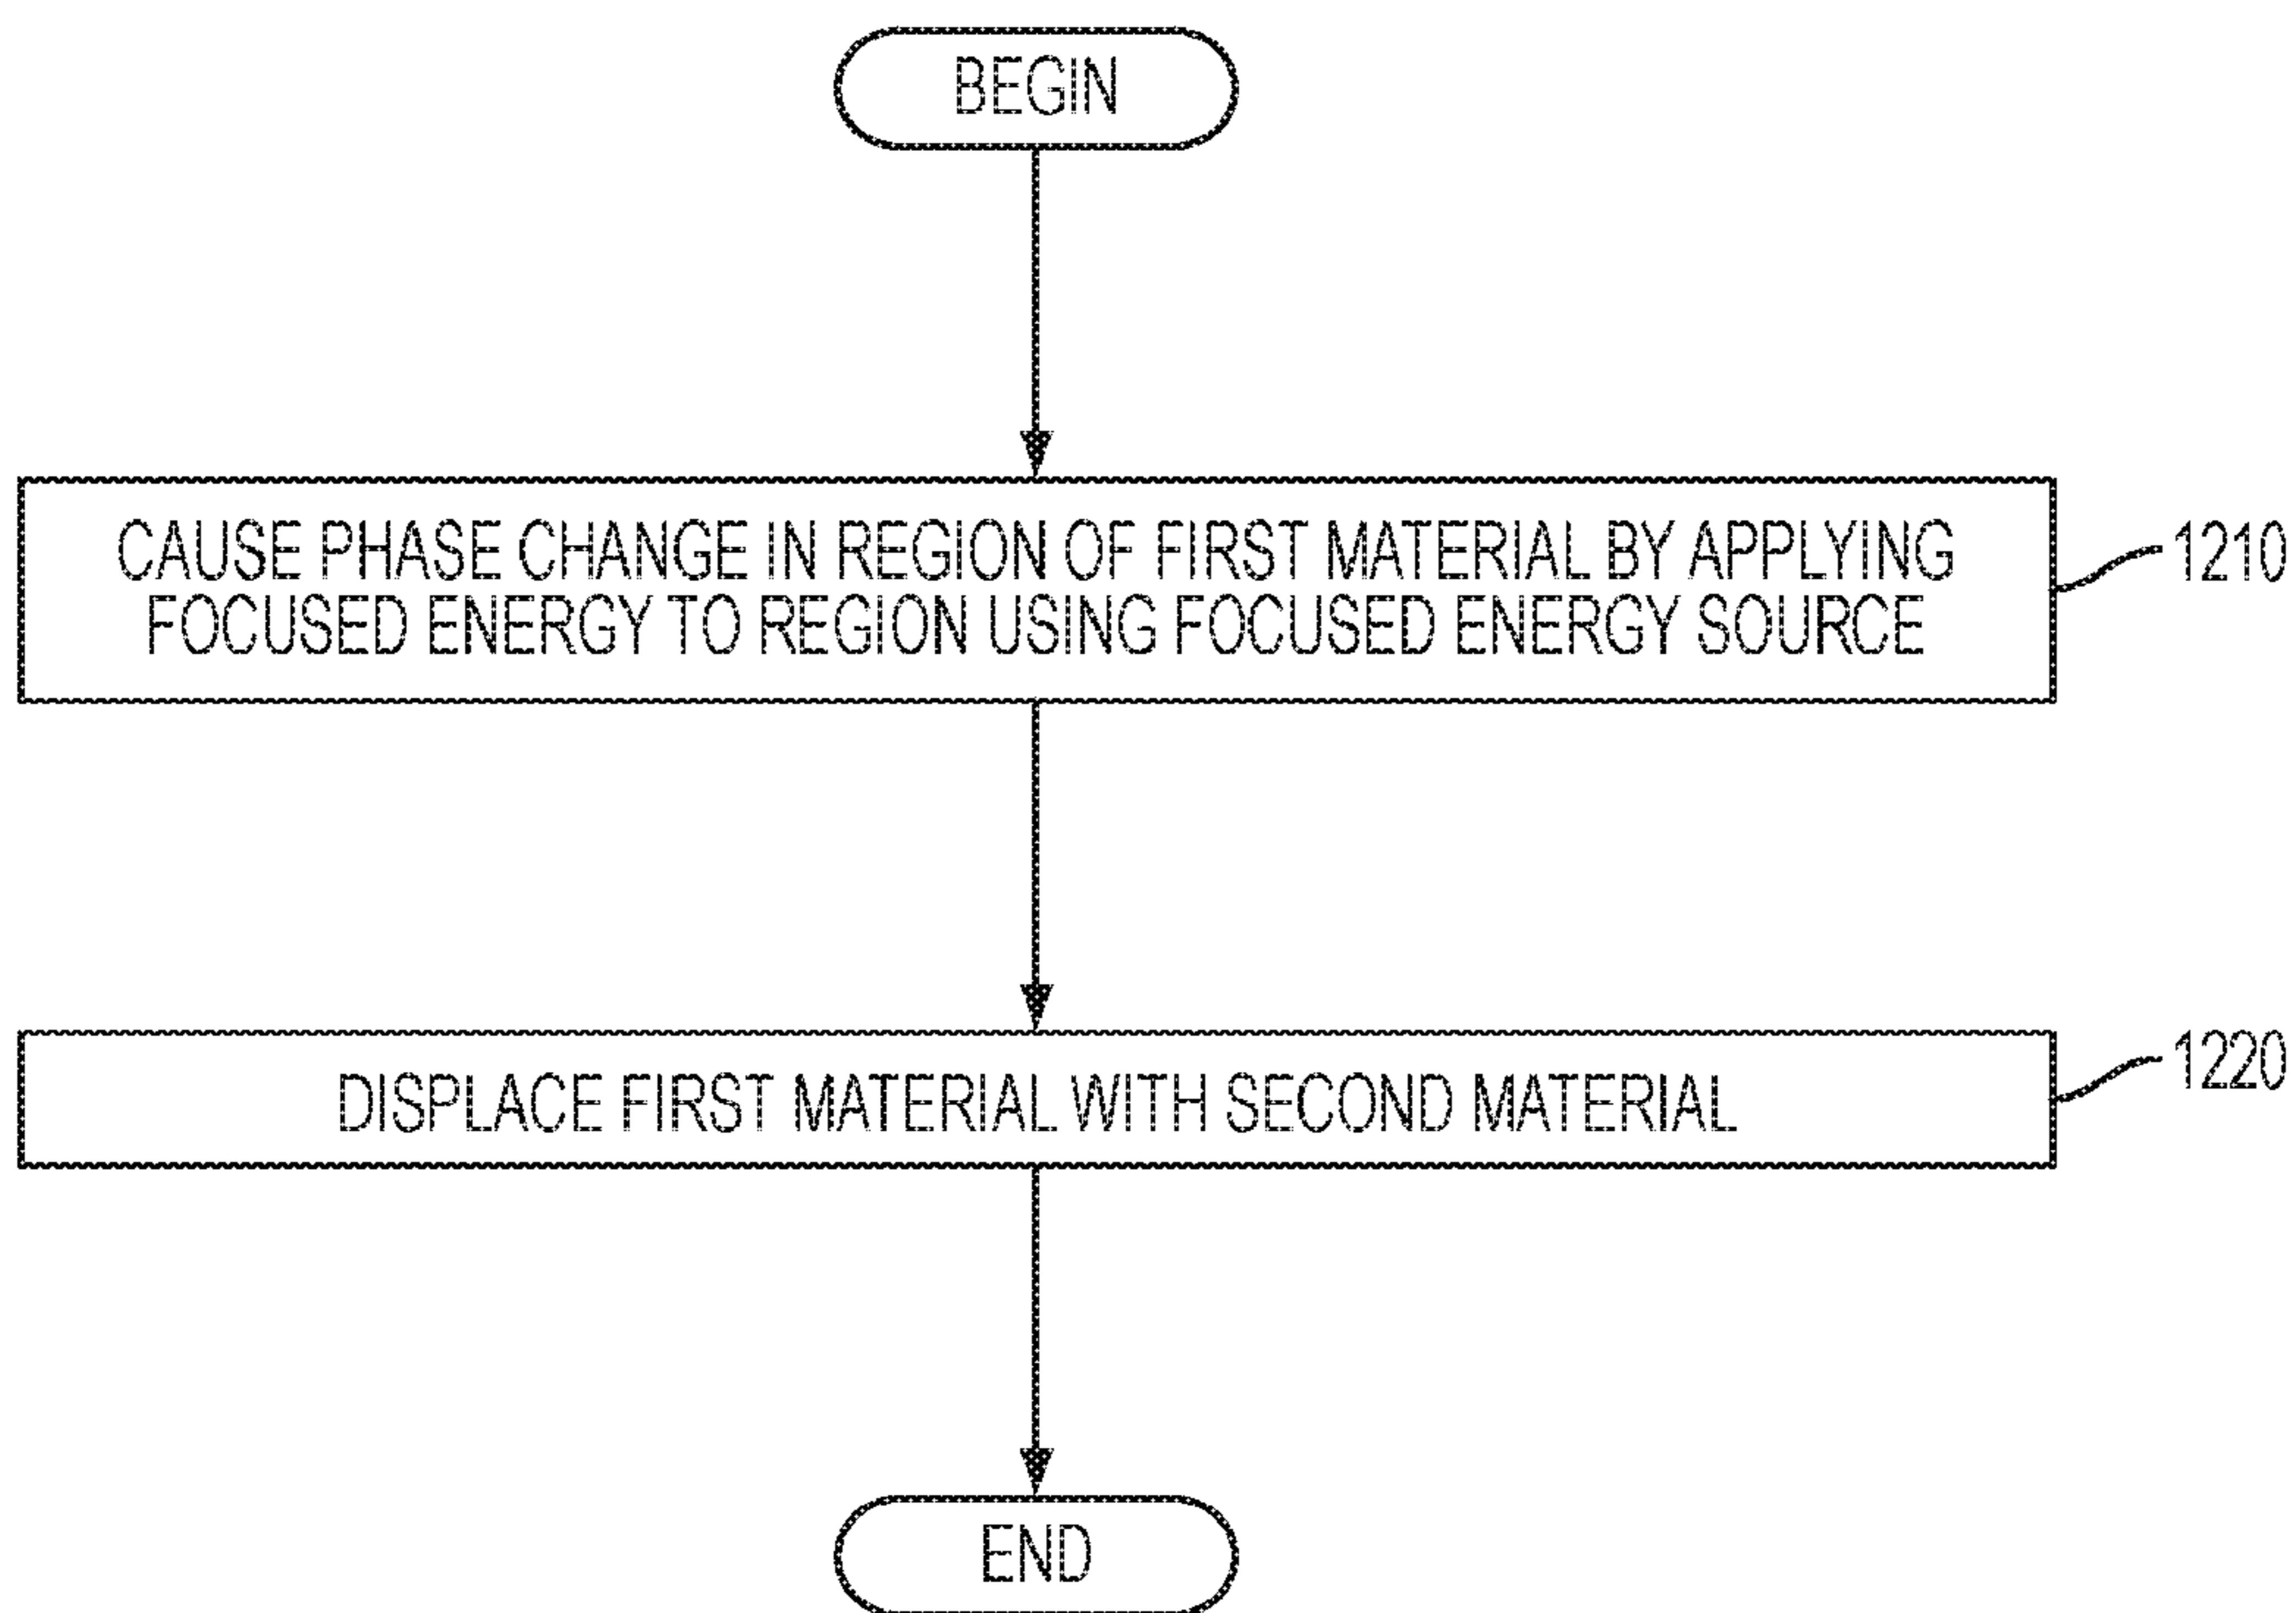 BEGIN
CAUSE PHASE CHANGE IN REGION OF FIRST MATERIAL BY APPLYING
FOCUSED ENERGY TO REGION USING FOCUSED ENERGY SOURCE
1210
DISPLACE FIRST MATERIAL WITH SECOND MATERIAL
1220
END